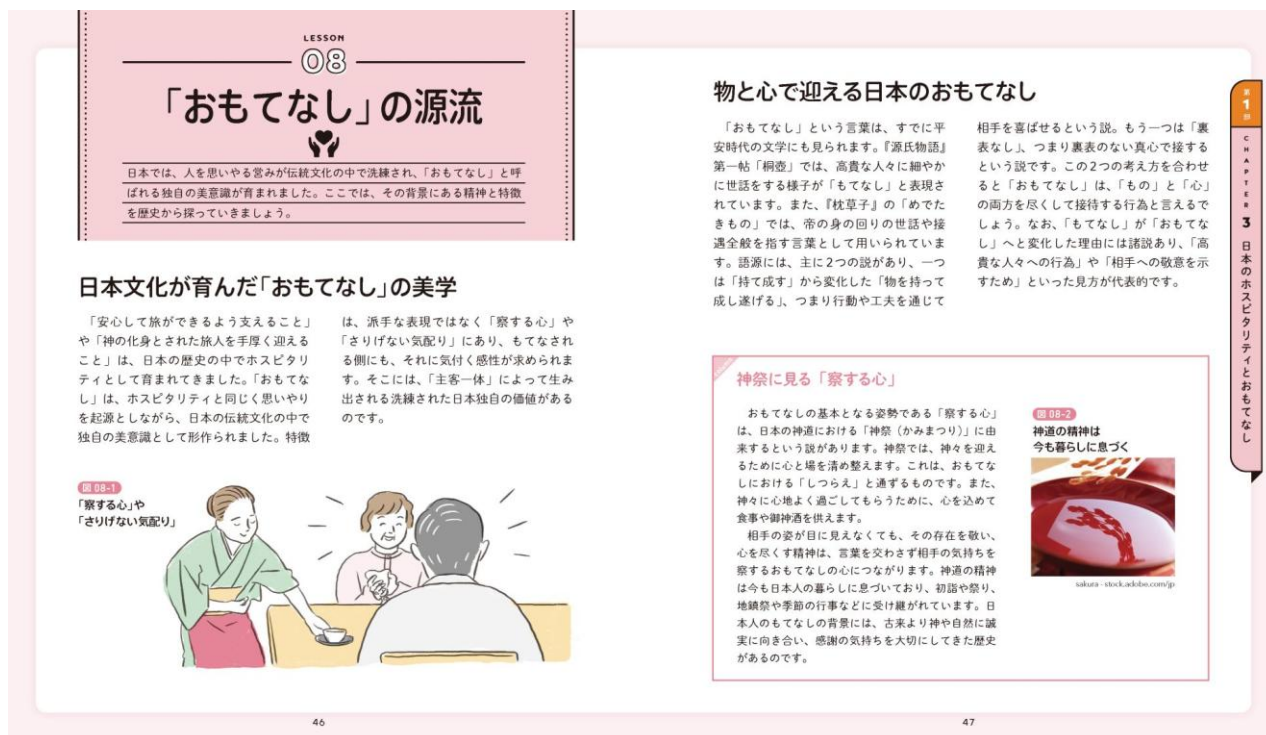 LESSON
08
「おもてなし」の源流
日本では、人を思いやる営みが伝統文化の中で洗練され、「おもてなし」と呼
ばれる独自の美意識が育まれました。ここでは、その背景にある精神と特徴
を歴史から探っていきましょう。
日本文化が育んだ「おもてなし」の美学
「安心して旅ができるよう支えること」
や「神の化身とされた旅人を手厚く迎える
こと」は、日本の歴史の中でホスピタリ
ティとして育まれてきました。「おもてな
し」は、ホスピタリティと同じく思いやり
を起源としながら、日本の伝統文化の中で
独自の美意識として形作られました。特徴
は、派手な表現ではなく「察する心」や
「さりげない気配り」にあり、もてなされ
る側にも、それに気付く感性が求められま
す。そこには、「主客一体」によって生み
出される洗練された日本独自の価値がある
のです。
図 08-1
「察する心」や
「さりげない気配り」
46
物と心で迎える日本のおもてなし
「おもてなし」という言葉は、すでに平
安時代の文学にも見られます。『源氏物語』
第一帖「桐壺」では、高貴な人々に細やか
に世話をする様子が「もてなし」と表現さ
れています。また、『枕草子』の「めでた
きもの」では、帝の身の回りの世話や接
遇全般を指す言葉として用いられていま
す。語源には、主に2つの説があり、一つ
は「持て成す」から変化した「物を持って
成し遂げる」、つまり行動や工夫を通じて
相手を喜ばせるという説。もう一つは「裏
表なし」、つまり裏表のない真心で接する
という説です。この2つの考え方を合わせ
ると「おもてなし」は、「もの」と「心」
の両方を尽くして接待する行為と言えるで
しょう。なお、「もてなし」が「おもてな
し」へと変化した理由には諸説あり、「高
貴な人々への行為」や「相手への敬意を示
すため」といった見方が代表的です。
神祭に見る「察する心」
おもてなしの基本となる姿勢である「察する心」
は、日本の神道における「神祭（かみまつり）」に由
来するという説があります。神祭では、神々を迎え
るために心と場を清め整えます。これは、おもてな
しにおける「しつらえ」と通ずるものです。また、
神々に心地よく過ごしてもらうために、心を込めて
食事や御神酒を供えます。
相手の姿が目に見えなくても、その存在を敬い、
心を尽くす精神は、言葉を交わさず相手の気持ちを
察するおもてなしの心につながります。神道の精神
は今も日本人の暮らしに息づいており、初詣や祭り、
地鎮祭や季節の行事などに受け継がれています。日
本人のもてなしの背景には、古来より神や自然に誠
実に向き合い、感謝の気持ちを大切にしてきた歴史
があるのです。
図 08-2
神道の精神は
今も暮らしに息づく
sakura - stock.adobe.com/jp
47
第1部
CHAPTER 3 日本のホスピタリティとおもてなし